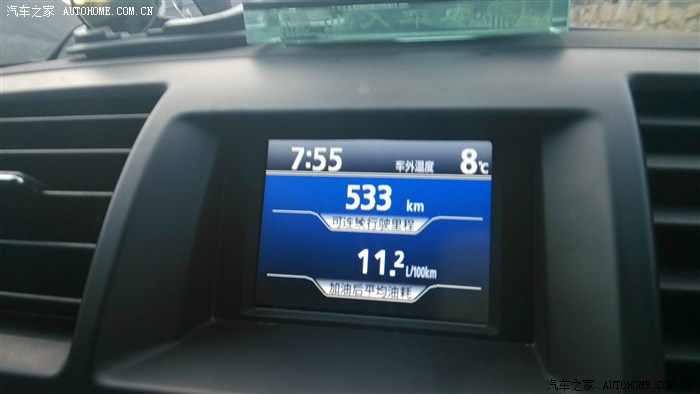 汽车之家 AUTOHOME.COM.CN
7:55 车外温度 8℃
533 km
可连续行驶里程
11.2 L/100km
加油后平均油耗
汽车之家 AUTOHOME.COM.CN